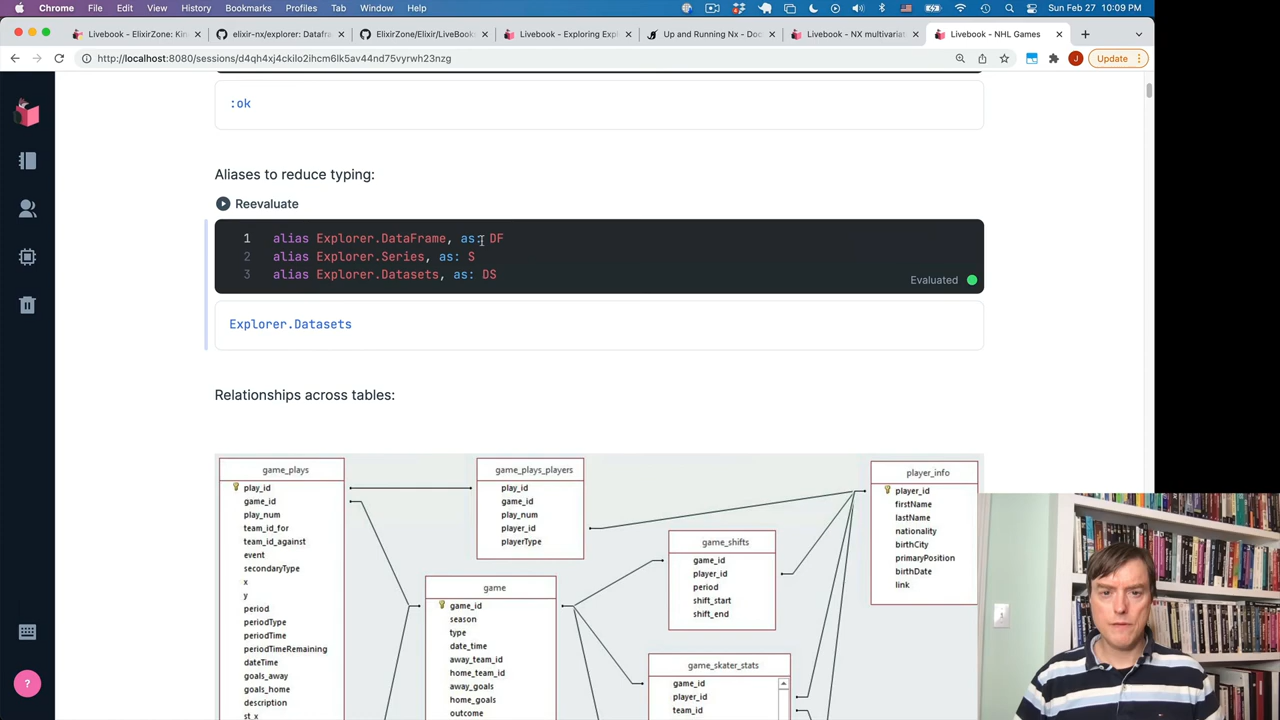 Chrome File Edit View History Bookmarks Profiles Tab Window Help
Sun Feb 27 10:09 PM
Livebook - ElixirZone: Kin
elixir-nx/explorer: Datafra
ElixirZone/Elixir/LiveBook
Livebook - Exploring Expl
Up and Running Nx - Doc
Livebook - NX multivariat
Livebook - NHL Games
http://localhost:8080/sessions/d4qh4xj4ckilo2ihcm6lk5av44nd75vyrwh23nzg
J
Update
:ok
Aliases to reduce typing:
Reevaluate
1 alias Explorer.DataFrame, as: DF
2 alias Explorer.Series, as: S
3 alias Explorer.Datasets, as: DS
Evaluated
Explorer.Datasets
Relationships across tables:
game_plays
play_id
game_id
play_num
team_id_for
team_id_against
event
secondaryType
x
y
period
periodType
periodTime
periodTimeRemaining
dateTime
goals_away
goals_home
description
st_x
game_plays_players
play_id
game_id
play_num
player_id
playerType
game
game_id
season
type
date_time
away_team_id
home_team_id
away_goals
home_goals
outcome
game_shifts
game_id
player_id
period
shift_start
shift_end
game_skater_stats
game_id
player_id
team_id
player_info
player_id
firstName
lastName
nationality
birthCity
primaryPosition
birthDate
link
?